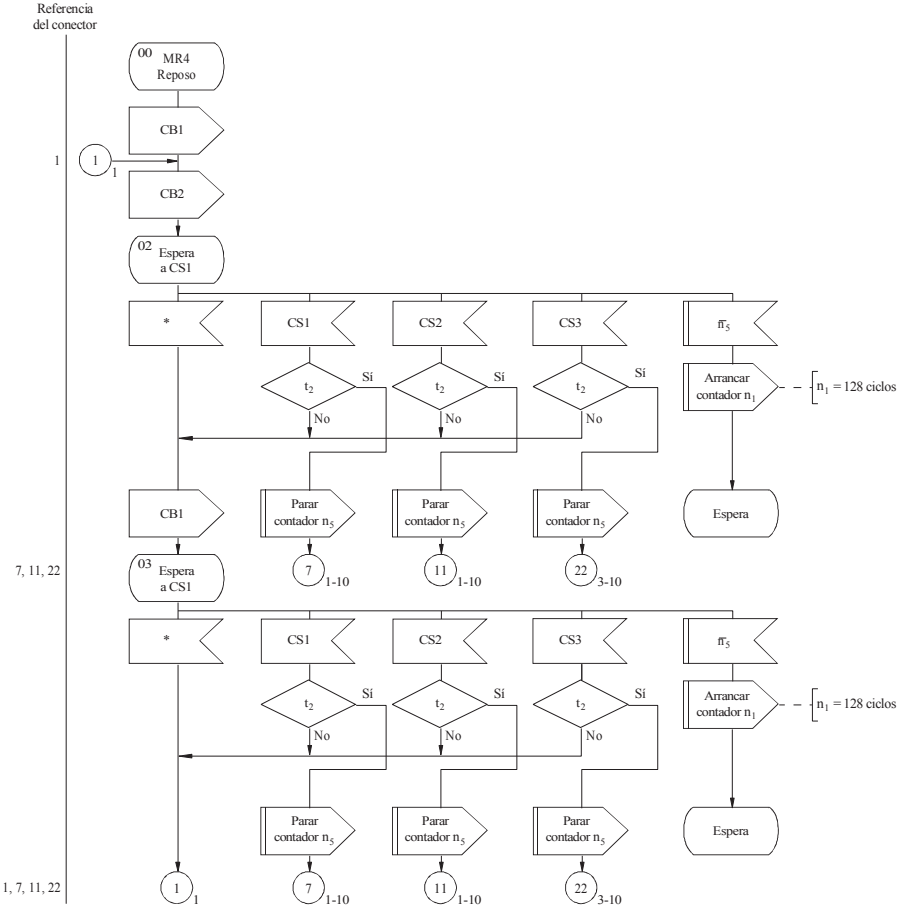 Referencia
del conector
00
MR4
Reposo
CB1
1
1
1
CB2
02
Espera
a CS1
*
CS1
CS2
CS3
n5
t2
Sí
t2
Sí
t2
Sí
Arrancar
contador n1
n1 = 128 ciclos
No
No
No
CB1
Parar
contador n5
Parar
contador n5
Parar
contador n5
Espera
7, 11, 22
03
Espera
a CS1
7
1-10
11
1-10
22
3-10
*
CS1
CS2
CS3
n5
t2
Sí
t2
Sí
t2
Sí
Arrancar
contador n1
n1 = 128 ciclos
No
No
No
Parar
contador n5
Parar
contador n5
Parar
contador n5
Espera
1, 7, 11, 22
1
1
7
1-10
11
1-10
22
3-10